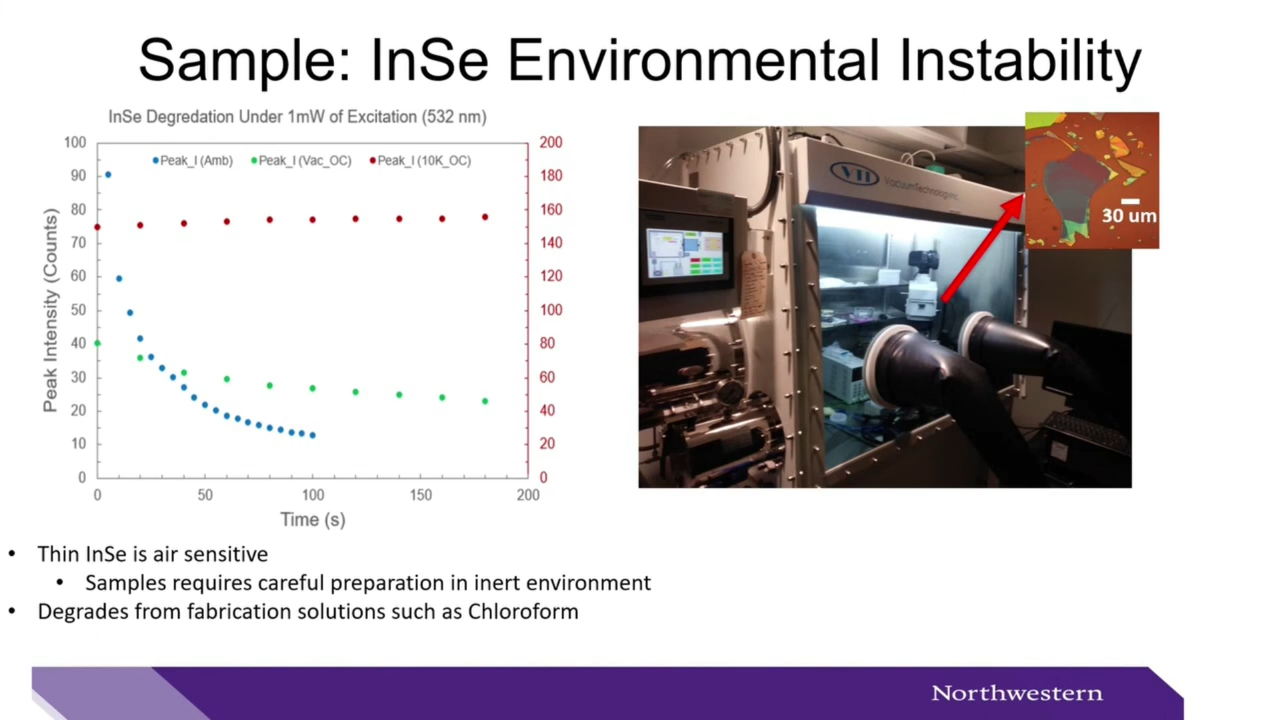 Sample: InSe Environmental Instability
InSe Degredation Under 1mW of Excitation (532 nm)
Peak_I (Amb) Peak_I (Vac_OC) Peak_I (10K_OC)
Peak Intensity (Counts)
100
90
80
70
60
50
40
30
20
10
0
200
180
160
140
120
100
80
60
40
20
0
0 50 100 150 200
Time (s)
VTI VacuumTechnologyInc.
30 um
• Thin InSe is air sensitive
• Samples requires careful preparation in inert environment
• Degrades from fabrication solutions such as Chloroform
Northwestern